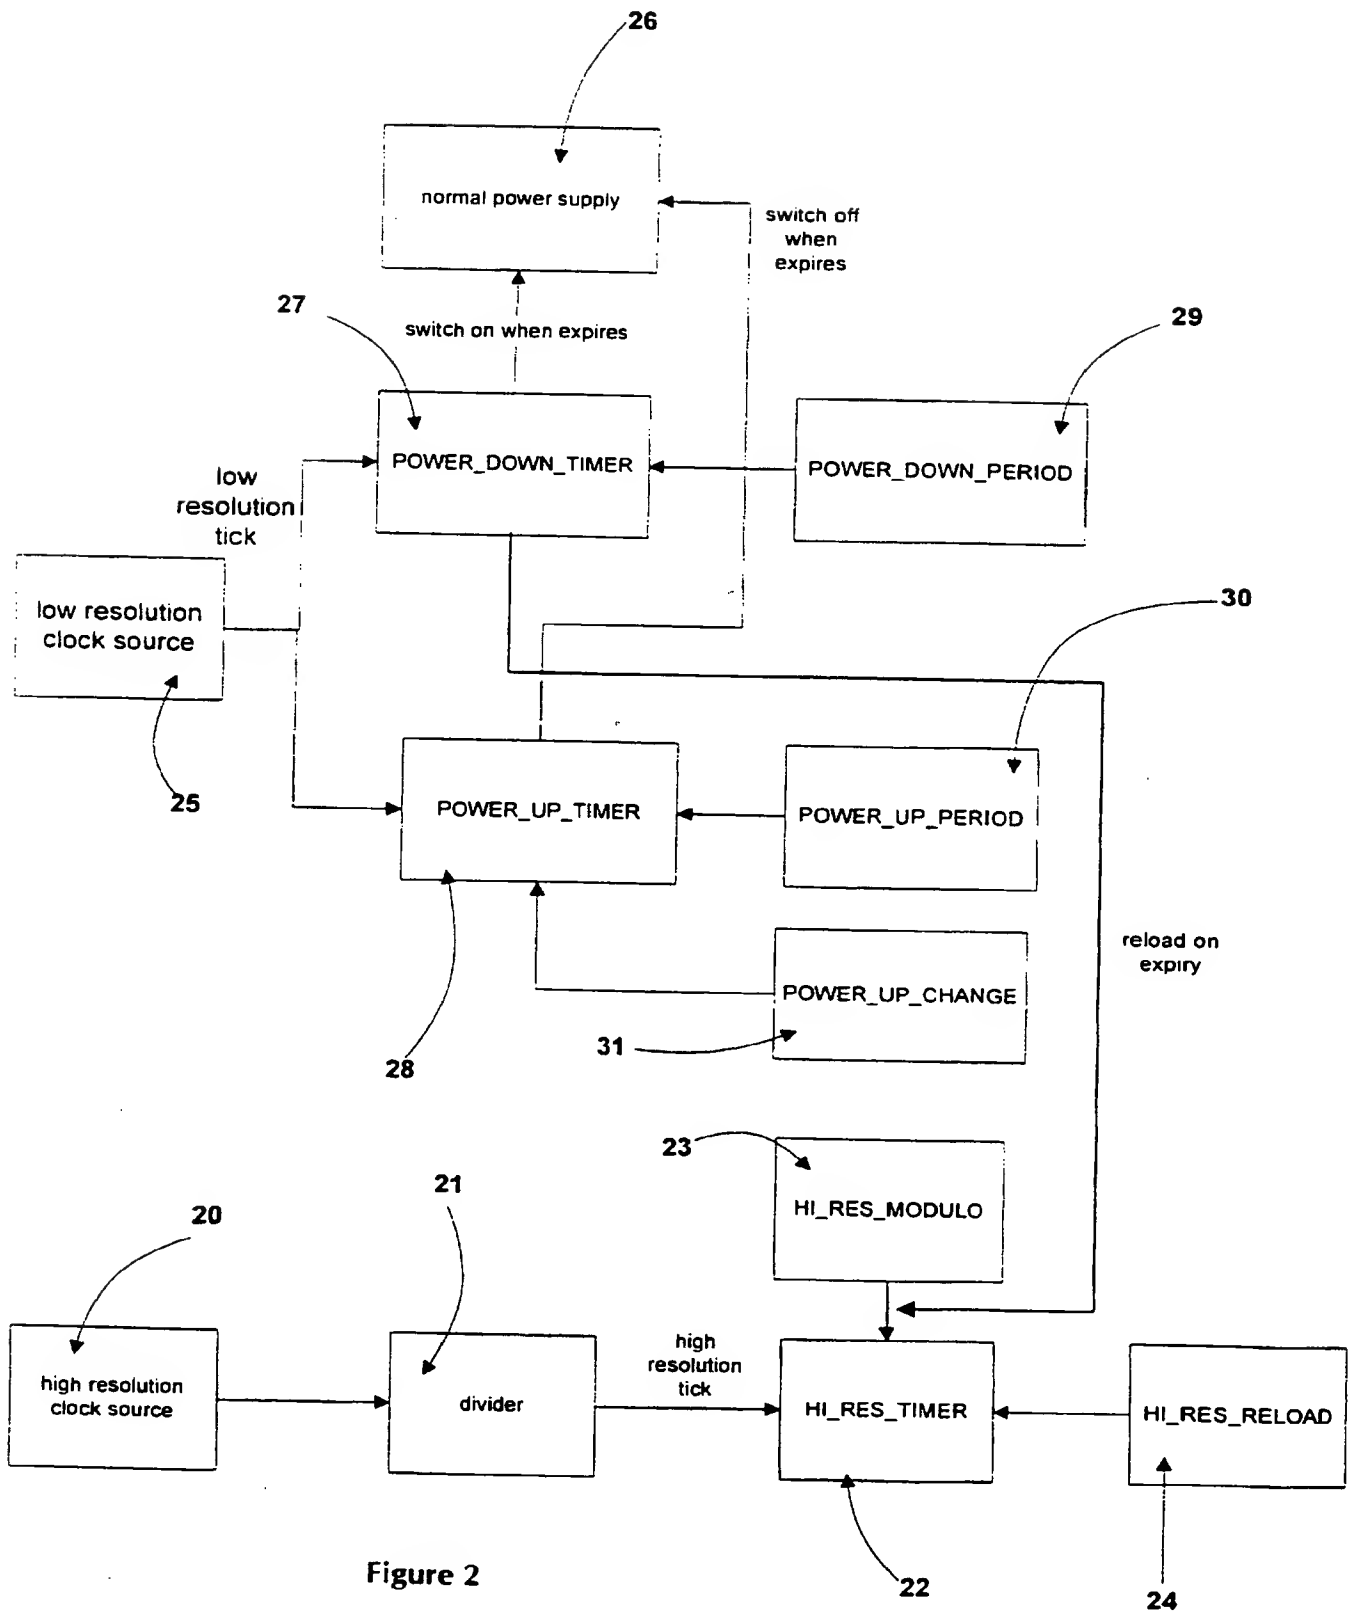 26
normal power supply
switch off
when
expires
27
switch on when expires
29
POWER_DOWN_TIMER
POWER_DOWN_PERIOD
low
resolution
tick
low resolution
clock source
30
25
POWER_UP_TIMER
POWER_UP_PERIOD
reload on
expiry
POWER_UP_CHANGE
31
28
23
21
HI_RES_MODULO
20
high
resolution
tick
high resolution
clock source
divider
HI_RES_TIMER
HI_RES_RELOAD
Figure 2
22
24